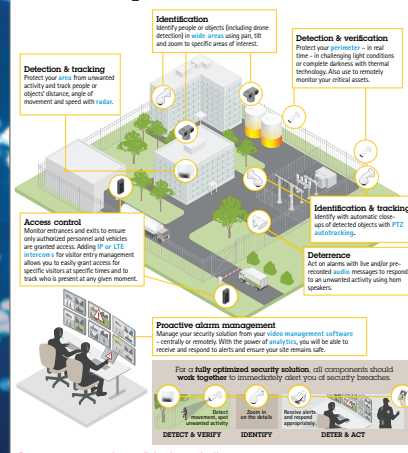 Identification
Identify people or objects (including drone
detection) in wide areas using pan, tilt
and zoom to specific areas of interest.
Detection & verification
Protect your perimeter – in real
time - in challenging light conditions
or complete darkness with thermal
technology. Also use to remotely
monitor your critical assets.
Detection & tracking
Protect your area from unwanted
activity and track people or
objects' distance, angle of
movement and speed with radar.
Identification & tracking
Identify with automatic close-
ups of detected objects with PTZ
autotracking.
Access control
Monitor entrances and exits to ensure
only authorized personnel and vehicles
are granted access. Adding IP or LTE
intercoms for visitor entry management
allows you to easily grant access for
specific visitors at specific times and to
track who is present at any given moment.
Deterrence
Act on alarms with live and/or pre-
recorded audio messages to respond
to an unwanted activity using horn
speakers.
Proactive alarm management
Manage your security solution from your video management software
- centrally or remotely. With the power of analytics, you will be able to
receive and respond to alerts and ensure your site remains safe.
For a fully optimized security solution, all components should
work together to immediately alert you of security breaches.
Detect
movement, spot
unwanted activity
Zoom in
on the details
Receive alerts
and respond
appropriately
DETECT & VERIFY
IDENTIFY
DETER & ACT